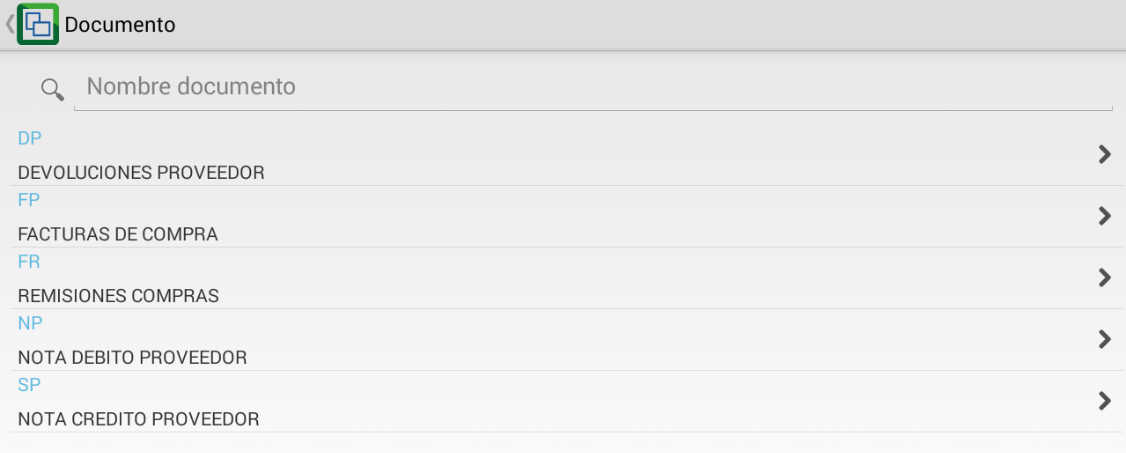 Documento
Nombre documento
DP
DEVOLUCIONES PROVEEDOR
FP
FACTURAS DE COMPRA
FR
REMISIONES COMPRAS
NP
NOTA DEBITO PROVEEDOR
SP
NOTA CREDITO PROVEEDOR